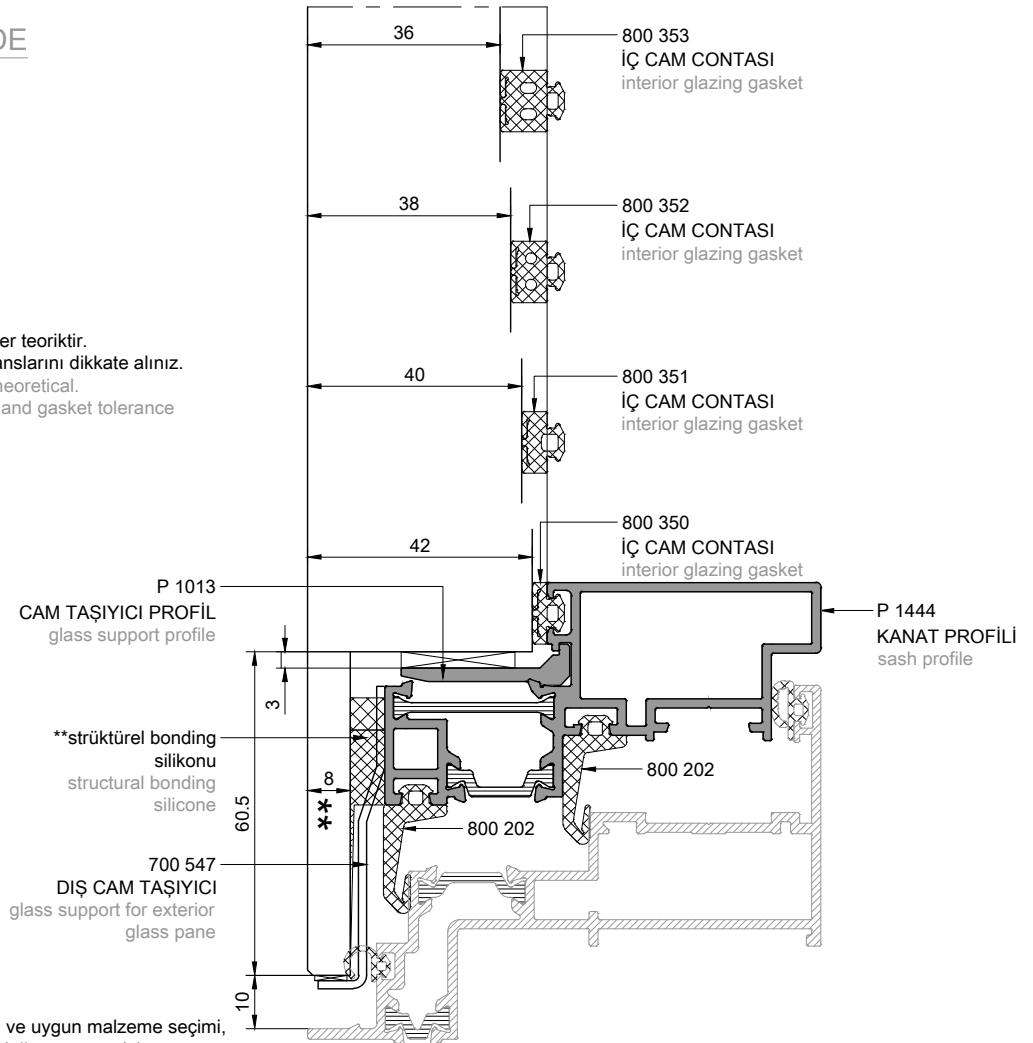 DE
36
800 353
İÇ CAM CONTASI
interior glazing gasket
38
800 352
İÇ CAM CONTASI
interior glazing gasket
er teoriktir.
anslarını dikkate alınız.
neoretical.
and gasket tolerance
40
800 351
İÇ CAM CONTASI
interior glazing gasket
42
800 350
İÇ CAM CONTASI
interior glazing gasket
P 1013
CAM TAŞIYICI PROFİL
glass support profile
P 1444
KANAT PROFİLİ
sash profile
3
**strüktürel bonding
silikonu
structural bonding
silicone
8
**
60.5
800 202
800 202
700 547
DIŞ CAM TAŞIYICI
glass support for exterior
glass pane
10
ve uygun malzeme seçimi,